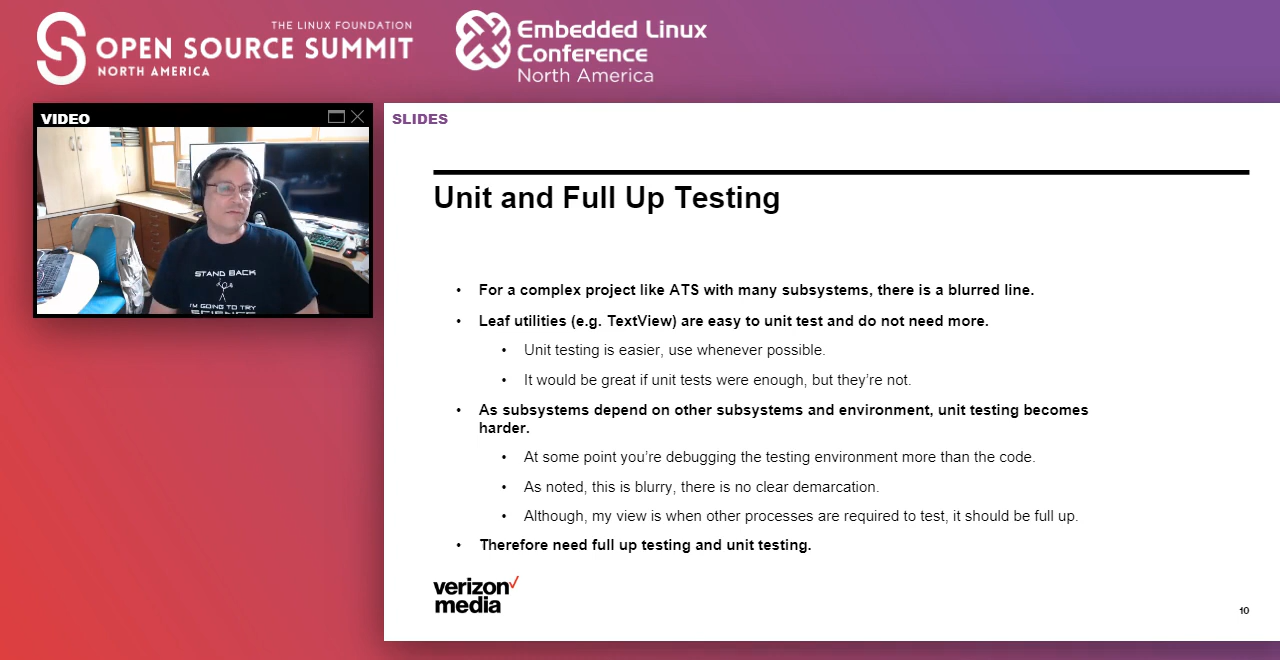 THE LINUX FOUNDATION
OPEN SOURCE SUMMIT
NORTH AMERICA
Embedded Linux
Conference
North America
VIDEO
STAND BACK
I'M GOING TO TRY
SCIENCE
SLIDES
Unit and Full Up Testing
• For a complex project like ATS with many subsystems, there is a blurred line.
• Leaf utilities (e.g. TextView) are easy to unit test and do not need more.
• Unit testing is easier, use whenever possible.
• It would be great if unit tests were enough, but they're not.
• As subsystems depend on other subsystems and environment, unit testing becomes
harder.
• At some point you're debugging the testing environment more than the code.
• As noted, this is blurry, there is no clear demarcation.
• Although, my view is when other processes are required to test, it should be full up.
• Therefore need full up testing and unit testing.
verizon✓
media
10